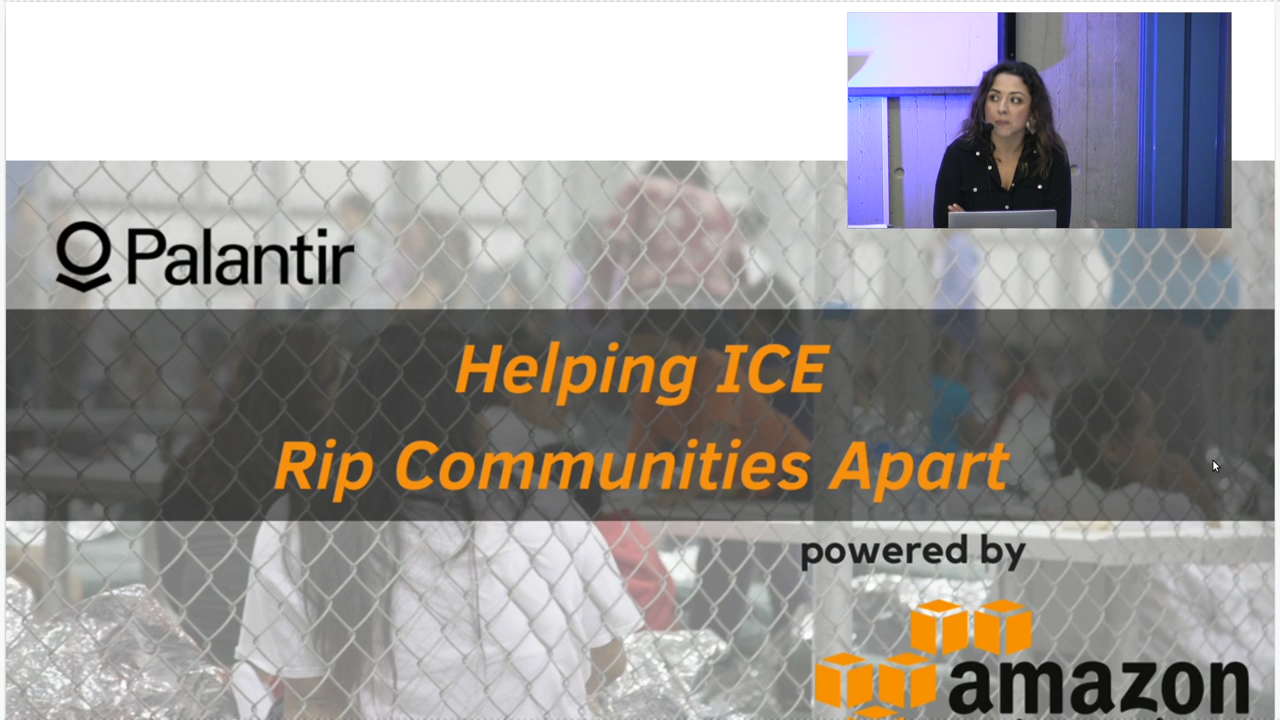 Palantir
Helping ICE
Rip Communities Apart
powered by
amazon